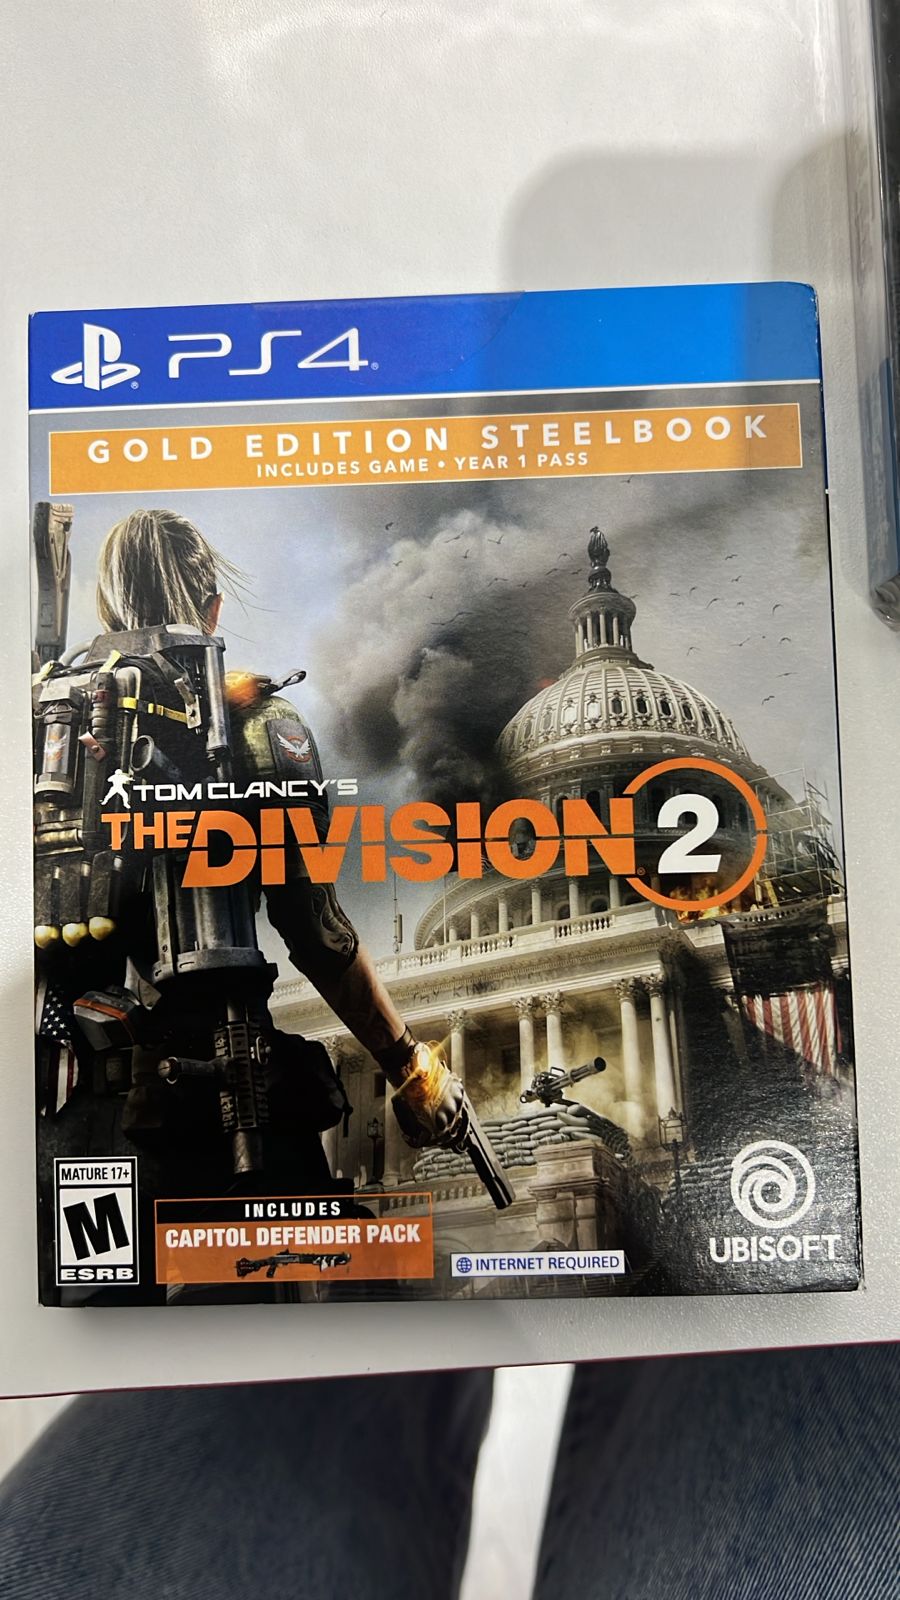 PS4
GOLD EDITION STEELBOOK
INCLUDES GAME • YEAR 1 PASS
TOM CLANCY'S
THE DIVISION 2
MATURE 17+
M
ESRB
INCLUDES
CAPITOL DEFENDER PACK
INTERNET REQUIRED
UBISOFT